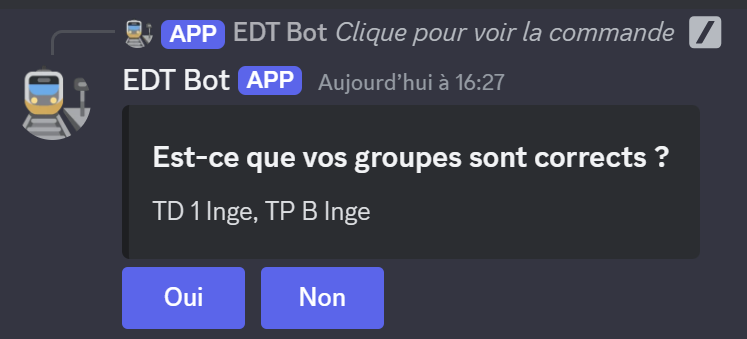 APP EDT Bot Clique pour voir la commande
EDT Bot APP Aujourd’hui à 16:27
Est-ce que vos groupes sont corrects ?
TD 1 Inge, TP B Inge
Oui Non